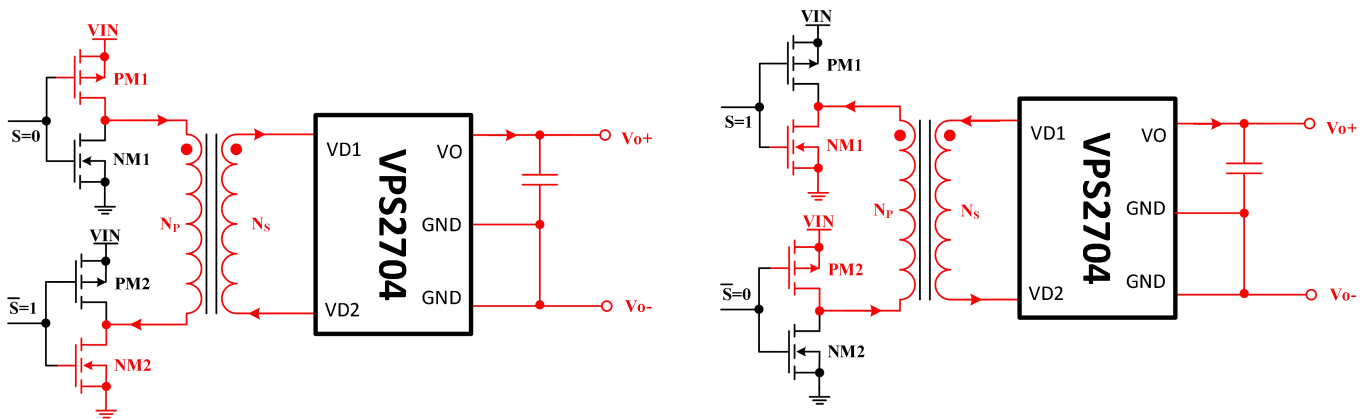 VIN
PM1
S=0
NM1
VD1
VO
Vo+
NP
NS
VPS2704
GND
VIN
PM2
S̅=1
VD2
GND
Vo-
NM2
VIN
PM1
S=1
NM1
VD1
VO
Vo+
NP
NS
VPS2704
GND
VIN
PM2
S̅=0
VD2
GND
Vo-
NM2